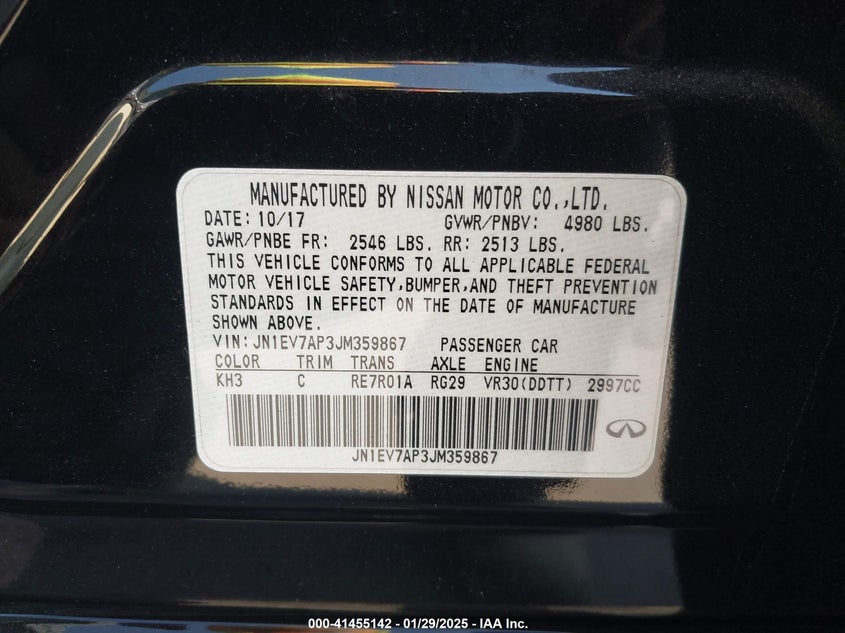 MANUFACTURED BY NISSAN MOTOR CO.,LTD.
DATE: 10/17 GVWR/PNBV: 4980 LBS.
GAWR/PNBE FR: 2546 LBS. RR: 2513 LBS.
THIS VEHICLE CONFORMS TO ALL APPLICABLE FEDERAL
MOTOR VEHICLE SAFETY,BUMPER,AND THEFT PREVENTION
STANDARDS IN EFFECT ON THE DATE OF MANUFACTURE
SHOWN ABOVE.
VIN: JN1EV7AP3JM359867 PASSENGER CAR
COLOR TRIM TRANS AXLE ENGINE
KH3 C RE7R01A RG29 VR30(DDTT) 2997CC
JN1EV7AP3JM359867
000-41455142 - 01/29/2025 - IAA Inc.